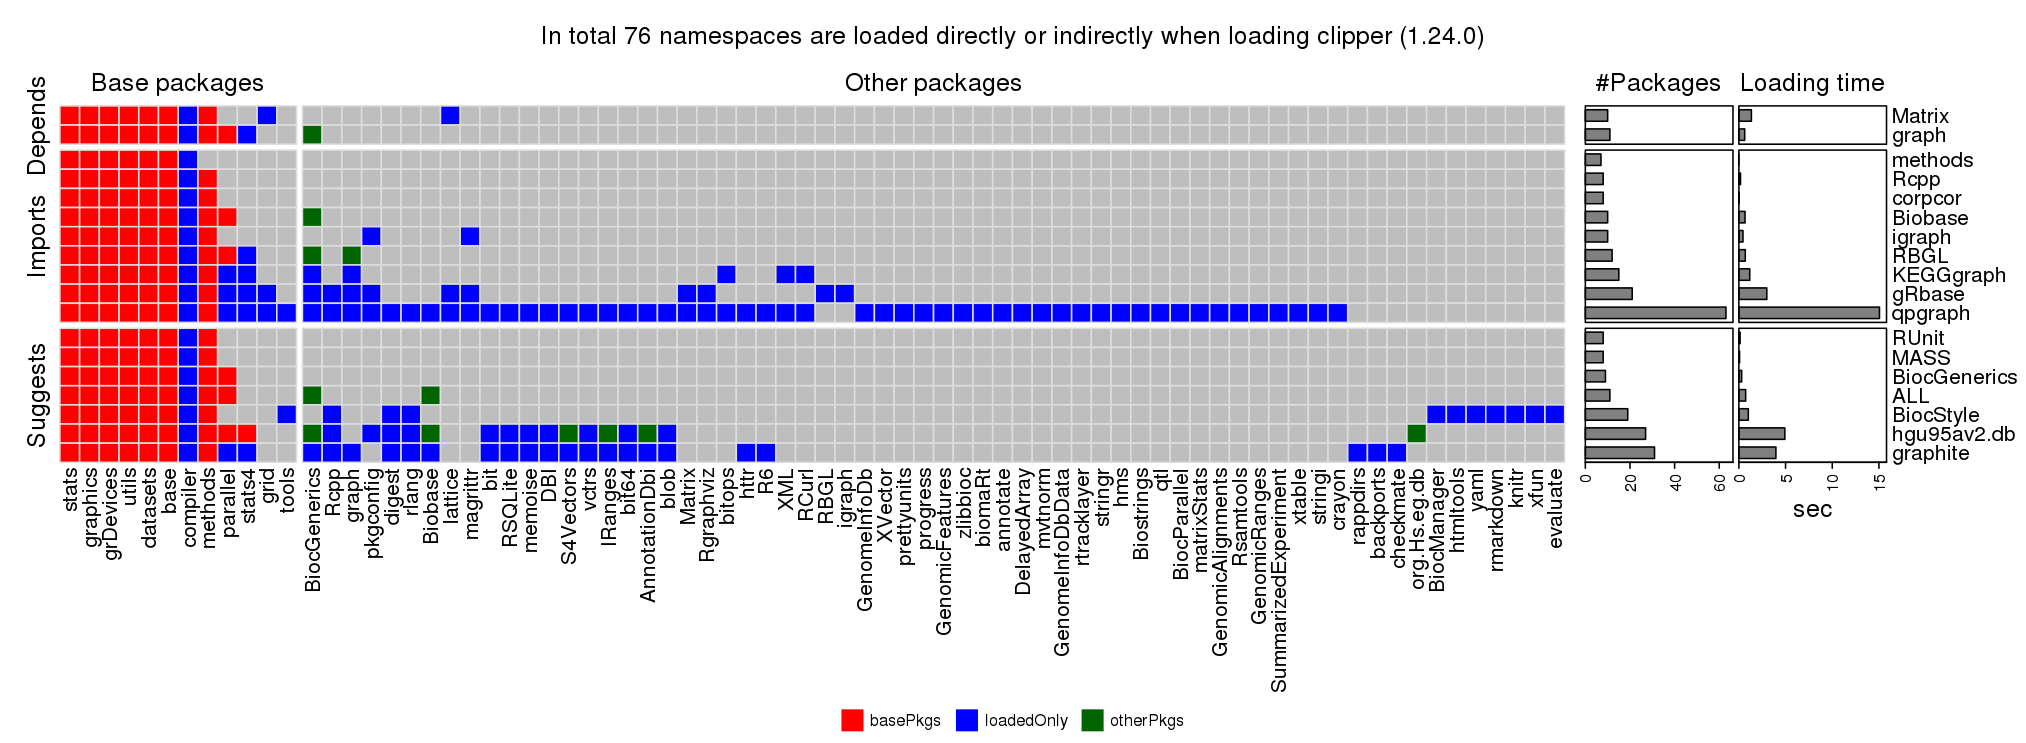 In total 76 namespaces are loaded directly or indirectly when loading clipper (1.24.0)
Base packages
Other packages
#Packages
Loading time
Depends
Matrix
graph
Imports
methods
Rcpp
corpcor
Biobase
igraph
RBGL
KEGGgraph
gRbase
qpgraph
Suggests
RUnit
MASS
BiocGenerics
ALL
BiocStyle
hgu95av2.db
graphite
stats
graphics
grDevices
utils
datasets
base
compiler
methods
parallel
stats4
grid
tools
BiocGenerics
Rcpp
graph
pkgconfig
digest
rlang
Biobase
lattice
magrittr
bit
RSQLite
memoise
DBI
S4Vectors
vctrs
IRanges
bit64
AnnotationDbi
blob
Matrix
Rgraphviz
bitops
httr
R6
XML
RCurl
RBGL
igraph
GenomeInfoDb
XVector
prettyunits
progress
GenomicFeatures
zlibbioc
biomaRt
annotate
DelayedArray
mvtnorm
GenomeInfoDbData
rtracklayer
stringr
hms
Biostrings
qtl
BiocParallel
matrixStats
GenomicAlignments
Rsamtools
GenomicRanges
SummarizedExperiment
xtable
stringi
crayon
rappdirs
backports
checkmate
org.Hs.eg.db
BiocManager
htmltools
yaml
rmarkdown
knitr
xfun
evaluate
0
20
40
60
0
5
10
15
sec
basePkgs
loadedOnly
otherPkgs